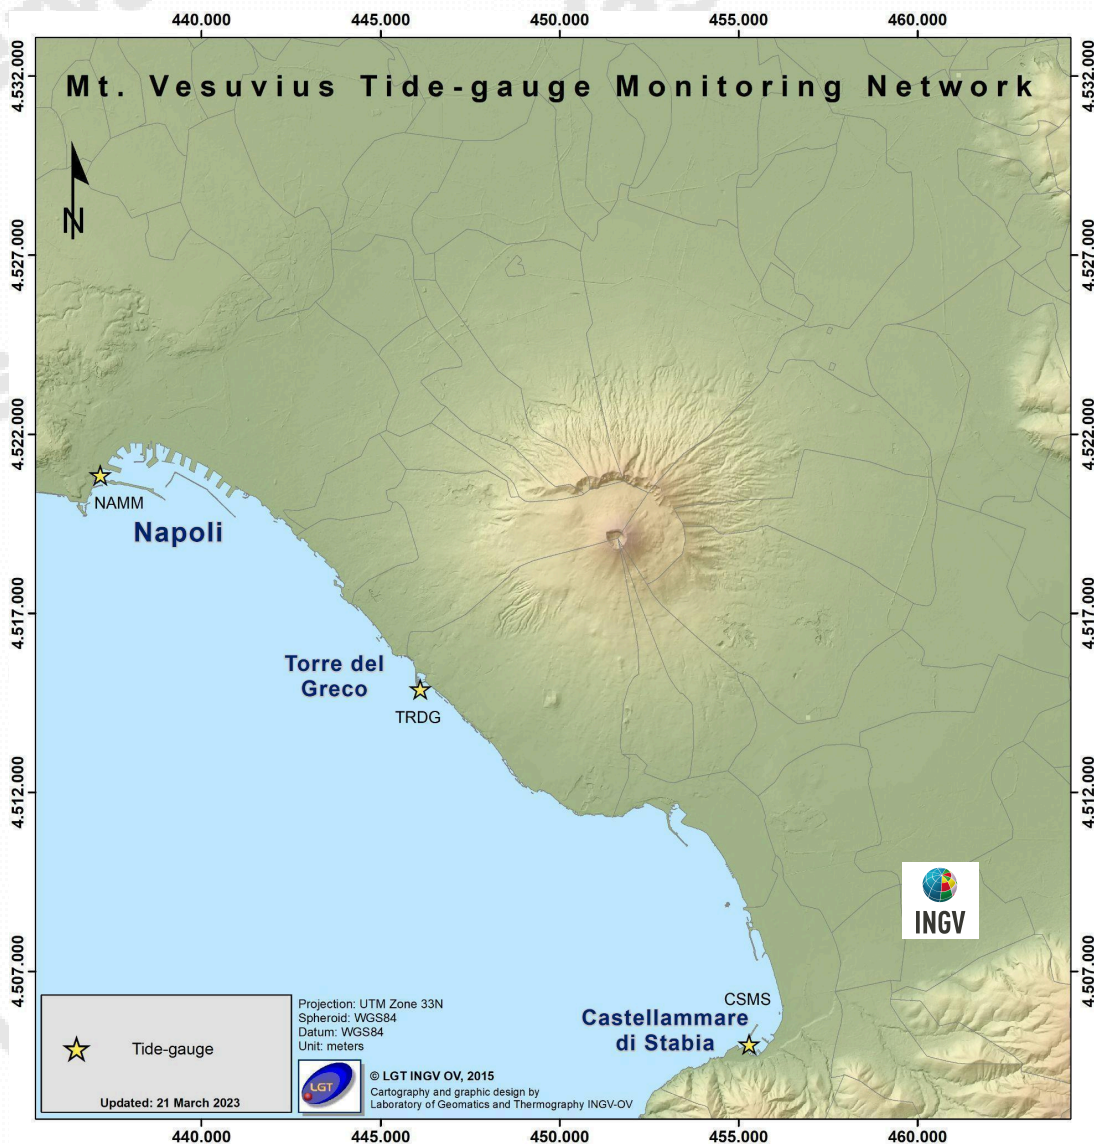 440.000 445.000 450.000 455.000 460.000
Mt. Vesuvius Tide-gauge Monitoring Network
4.532.000 4.532.000
N
4.527.000 4.527.000
4.522.000 4.522.000
NAMM
Napoli
4.517.000 4.517.000
Torre del
Greco
TRDG
4.512.000 4.512.000
INGV
4.507.000 4.507.000
CSMS
Castellammare
di Stabia
Tide-gauge
Updated: 21 March 2023
Projection: UTM Zone 33N
Spheroid: WGS84
Datum: WGS84
Unit: meters
LGT
© LGT INGV OV, 2015
Cartography and graphic design by
Laboratory of Geomatics and Thermography INGV-OV
440.000 445.000 450.000 455.000 460.000